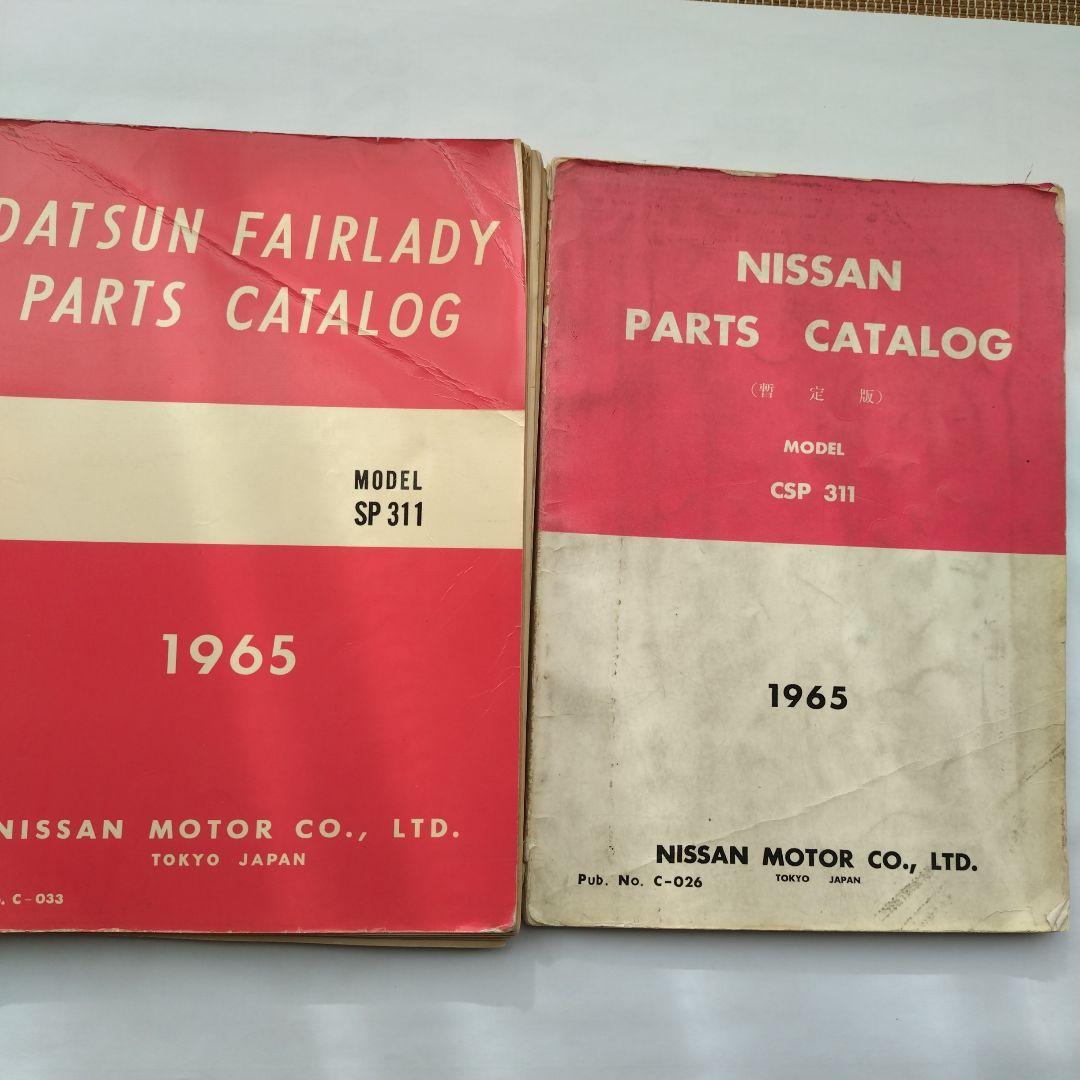 DATSUN FAIRLADY
PARTS CATALOG
MODEL
SP 311
1965
NISSAN MOTOR CO., LTD.
TOKYO JAPAN
. C-033
NISSAN
PARTS CATALOG
(暫定版)
MODEL
CSP 311
1965
NISSAN MOTOR CO., LTD.
Pub. No. C-026
TOKYO JAPAN